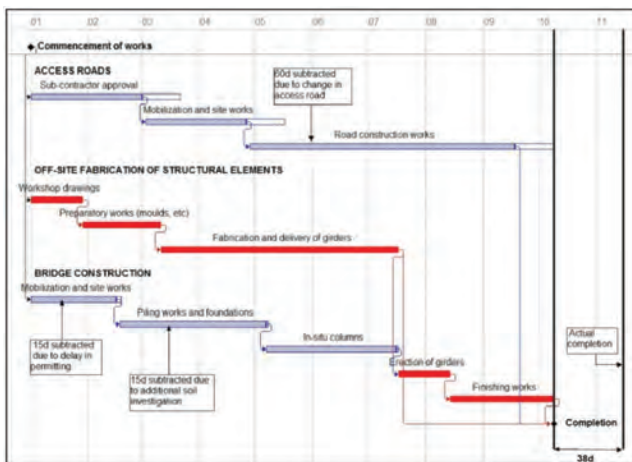 01 02 03 04 05 06 07 08 09 10 11
Commencement of works
ACCESS ROADS
Sub-contractor approval
60d subtracted
due to change in
access road
Mobilization and site works
Road construction works
OFF-SITE FABRICATION OF STRUCTURAL ELEMENTS
Workshop drawings
Preparatory works (moulds, etc)
Fabrication and delivery of girders
BRIDGE CONSTRUCTION
Mobilization and site works
Piling works and foundations
In-situ columns
Actual
completion
15d subtracted
due to delay in
permitting
15d subtracted due
to additional soil
investigation
Erection of girders
Finishing works
Completion
38d